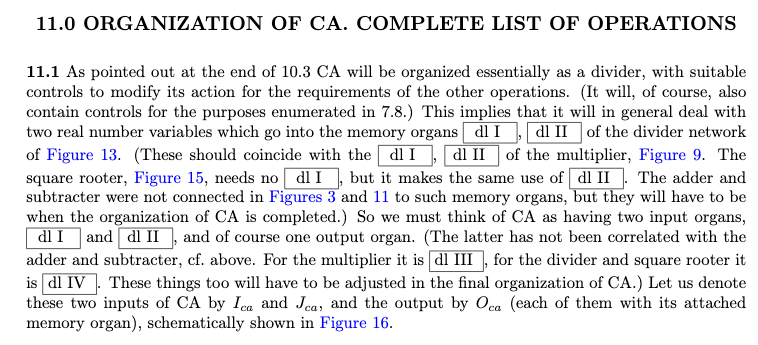 11.0 ORGANIZATION OF CA. COMPLETE LIST OF OPERATIONS
11.1 As pointed out at the end of 10.3 CA will be organized essentially as a divider, with suitable
controls to modify its action for the requirements of the other operations. (It will, of course, also
contain controls for the purposes enumerated in 7.8.) This implies that it will in general deal with
two real number variables which go into the memory organs dl I , dl II of the divider network
of Figure 13. (These should coincide with the dl I , dl II of the multiplier, Figure 9. The
square rooter, Figure 15, needs no dl I , but it makes the same use of dl II . The adder and
subtracter were not connected in Figures 3 and 11 to such memory organs, but they will have to be
when the organization of CA is completed.) So we must think of CA as having two input organs,
dl I and dl II , and of course one output organ. (The latter has not been correlated with the
adder and subtracter, cf. above. For the multiplier it is dl III , for the divider and square rooter it
is dl IV . These things too will have to be adjusted in the final organization of CA.) Let us denote
these two inputs of CA by I_ca and J_ca, and the output by O_ca (each of them with its attached
memory organ), schematically shown in Figure 16.